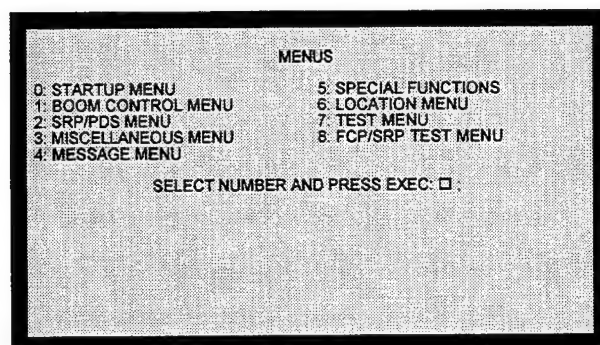 MENUS
0: STARTUP MENU
1: BOOM CONTROL MENU
2: SRP/PDS MENU
3: MISCELLANEOUS MENU
4: MESSAGE MENU
5: SPECIAL FUNCTIONS
6: LOCATION MENU
7: TEST MENU
8: FCP/SRP TEST MENU
SELECT NUMBER AND PRESS EXEC: □ ;